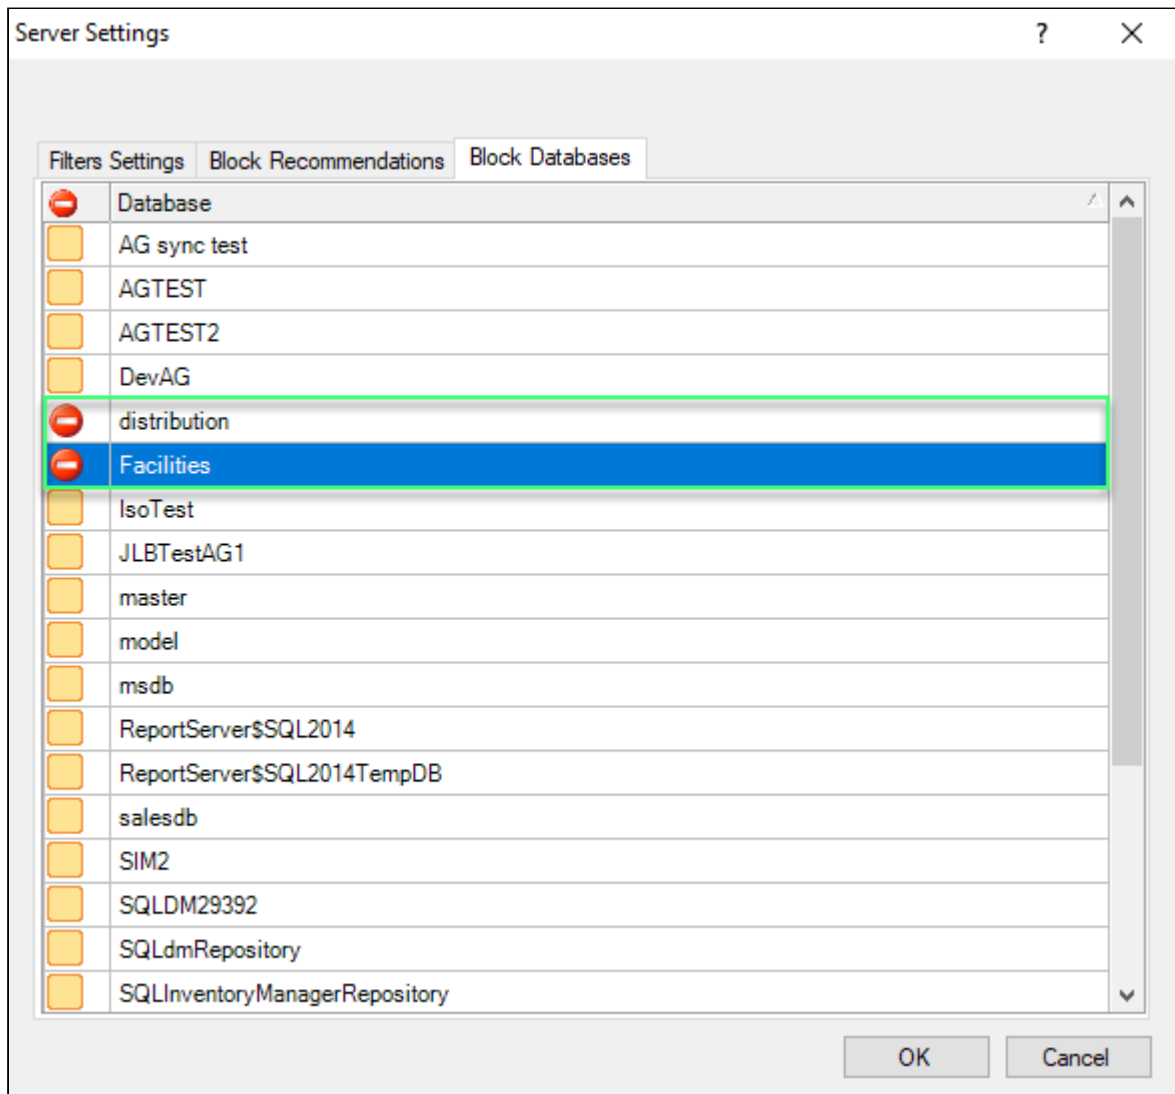 Server Settings ?
Filters Settings Block Recommendations Block Databases
Database
AG sync test
AGTEST
AGTEST2
DevAG
distribution
Facilities
IsoTest
JLBTestAG1
master
model
msdb
ReportServer$SQL2014
ReportServer$SQL2014TempDB
salesdb
SIM2
SQLDM29392
SQLdmRepository
SQLInventoryManagerRepository
OK Cancel